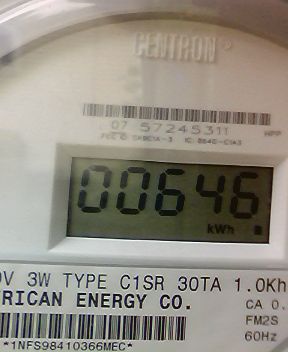 CENTRON®
07 57245311
HPP
00646
kWh
0V 3W TYPE C1SR 30TA 1.0Kh
RICAN ENERGY CO.
CA 0.
FM2S
60Hz
*1NFS98410366MEC*